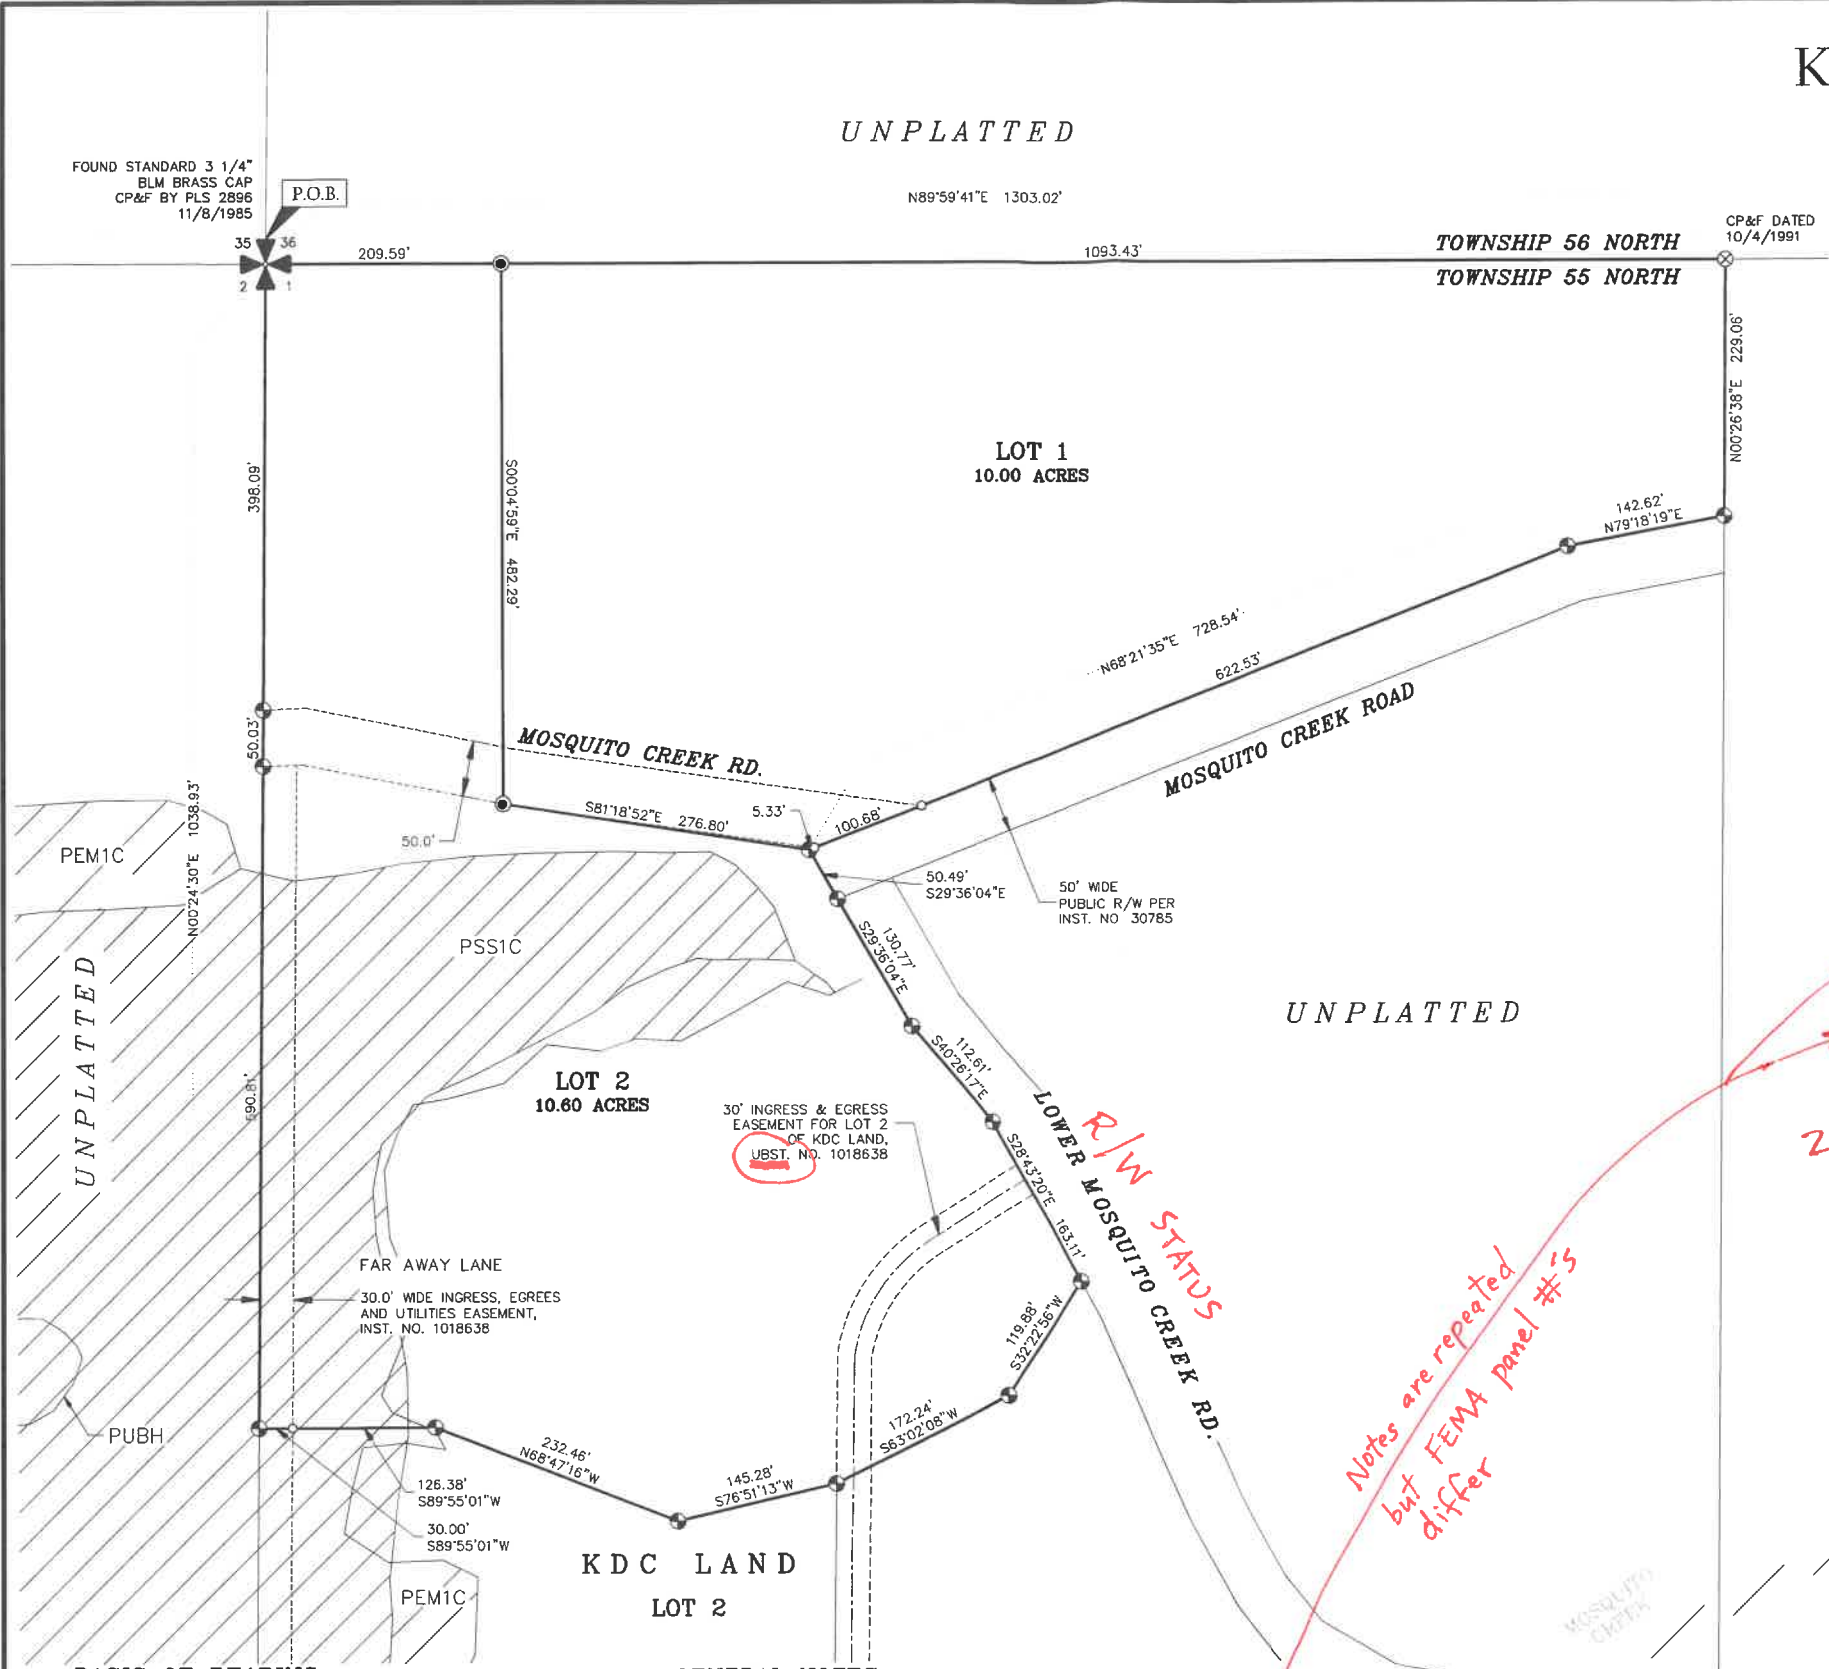 K
UNPLATTED
FOUND STANDARD 3 1/4"
BLM BRASS CAP
CP&F BY PLS 2896
11/8/1985
P.O.B.
N89°59'41"E 1303.02'
CP&F DATED
10/4/1991
35 36
2 1
209.59'
1093.43'
TOWNSHIP 56 NORTH
TOWNSHIP 55 NORTH
N00°26'38"E 229.06'
398.09'
S00°04'59"E 482.29'
LOT 1
10.00 ACRES
142.62'
N79°18'19"E
N68°21'35"E 728.54'
622.53'
MOSQUITO CREEK ROAD
50.03'
MOSQUITO CREEK RD.
N00°24'30"E 1038.93'
S81°18'52"E 276.80'
5.33'
100.68'
50.0'
PEM1C
50.49'
S29°36'04"E
50' WIDE
PUBLIC R/W PER
INST. NO 30785
PSS1C
130.77'
S29°36'04"E
UNPLATTED
UNPLATTED
112.61'
S40°26'17"E
590.81'
LOT 2
10.60 ACRES
30' INGRESS & EGRESS
EASEMENT FOR LOT 2
OF KDC LAND,
UBST. NO. 1018638
S28°43'20"E 163.11'
LOWER MOSQUITO CREEK RD.
R/W STATUS
2
FAR AWAY LANE
30.0' WIDE INGRESS, EGREES
AND UTILITIES EASEMENT,
INST. NO. 1018638
119.88'
S32°22'56"W
Notes are repeated
but FEMA panel #'s
differ
172.24'
S63°02'08"W
PUBH
232.46'
N68°47'16"W
145.28'
S76°51'13"W
126.38'
S89°55'01"W
30.00'
S89°55'01"W
KDC LAND
LOT 2
PEM1C
MOSQUITO
CREEK